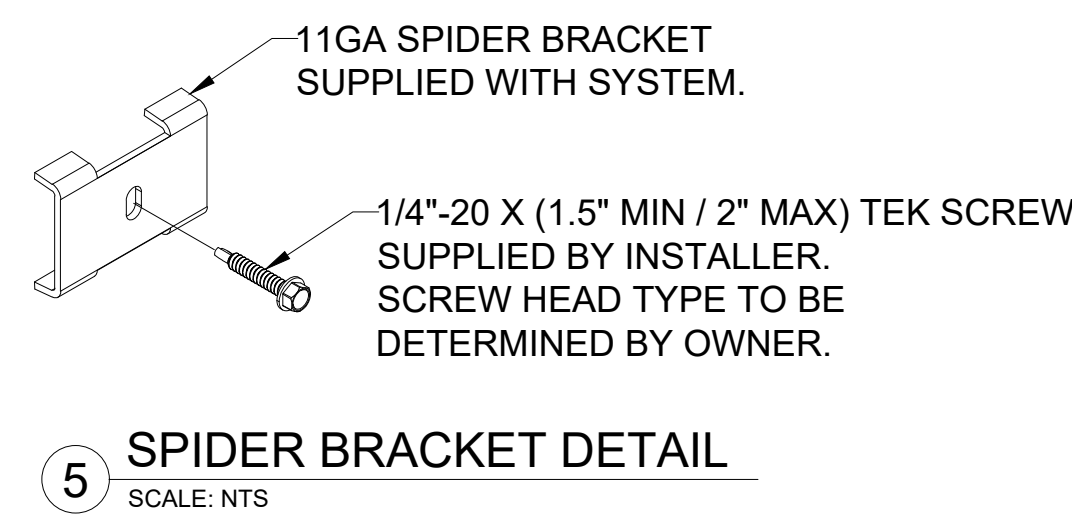 11GA SPIDER BRACKET
SUPPLIED WITH SYSTEM.
1/4"-20 X (1.5" MIN / 2" MAX) TEK SCREW
SUPPLIED BY INSTALLER.
SCREW HEAD TYPE TO BE
DETERMINED BY OWNER.
5 SPIDER BRACKET DETAIL
SCALE: NTS